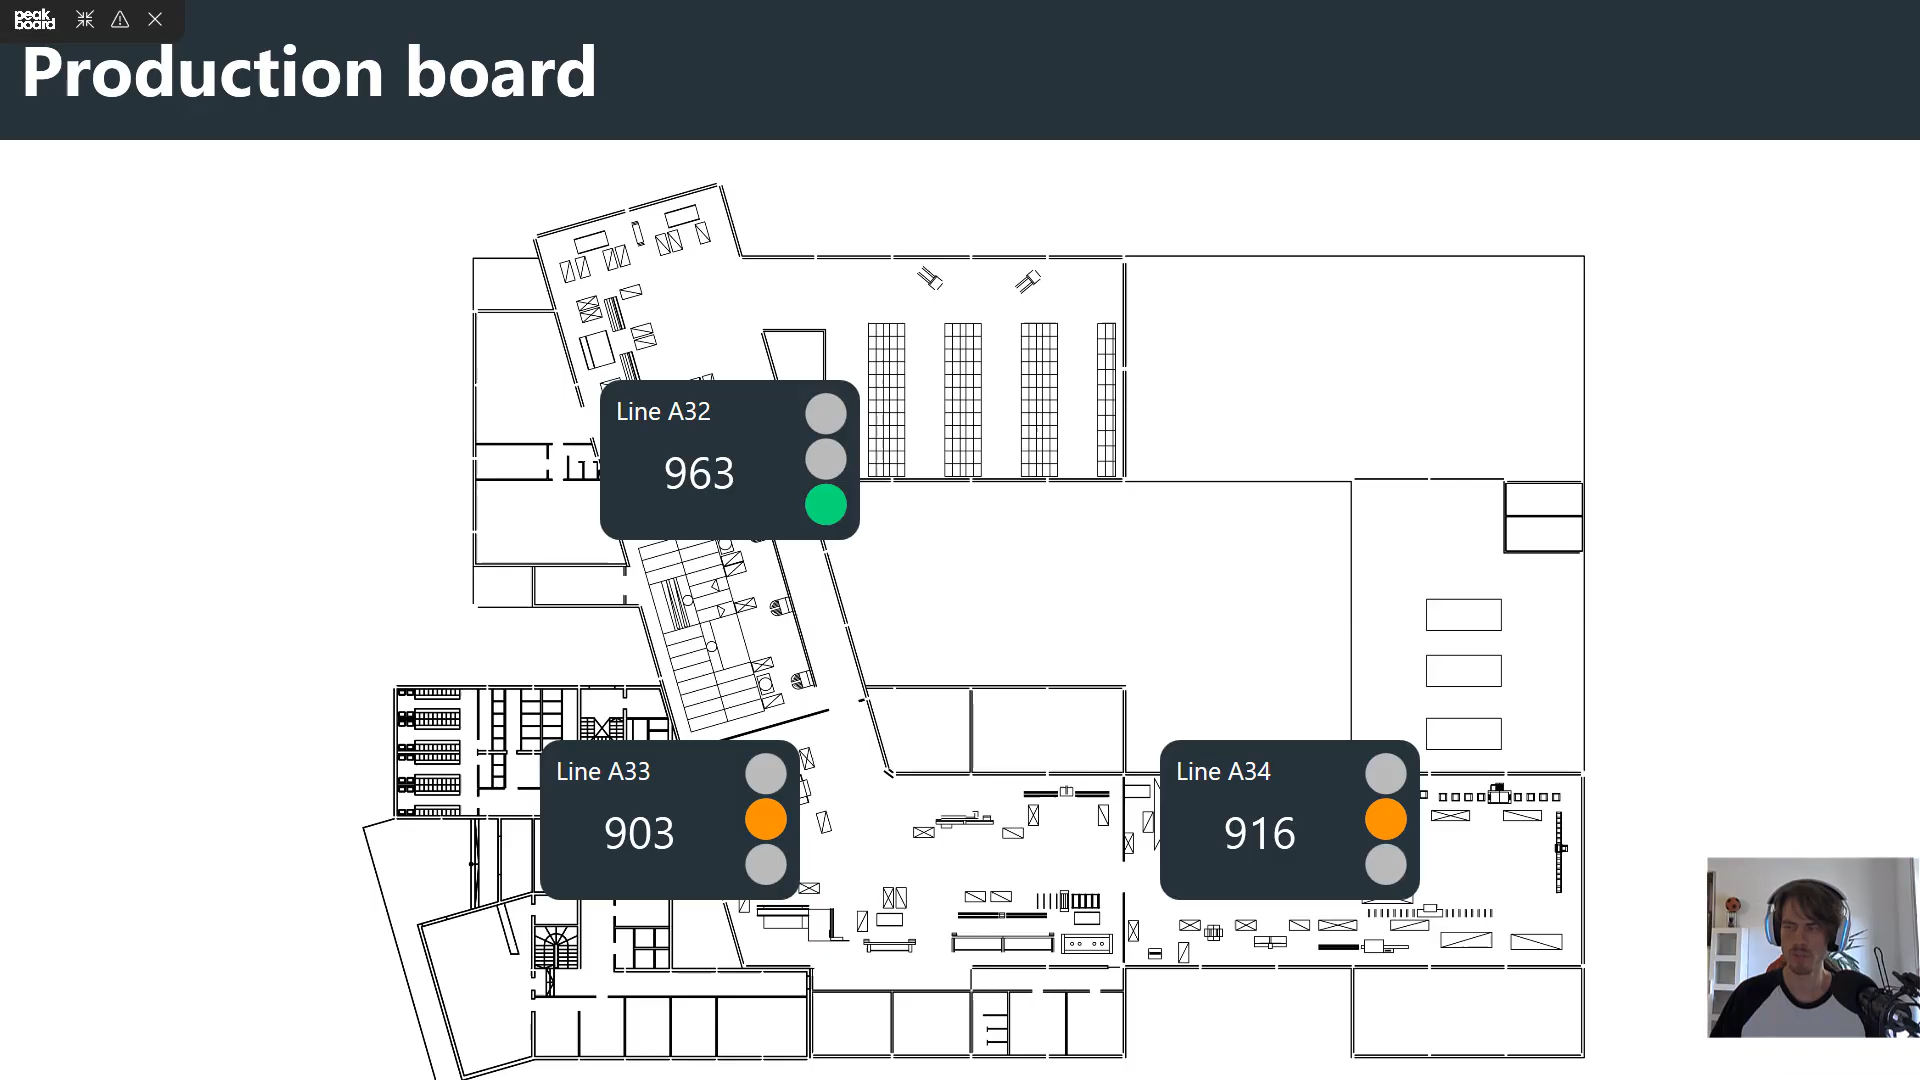 peak
board
Production board
Line A32
963
Line A33
903
Line A34
916